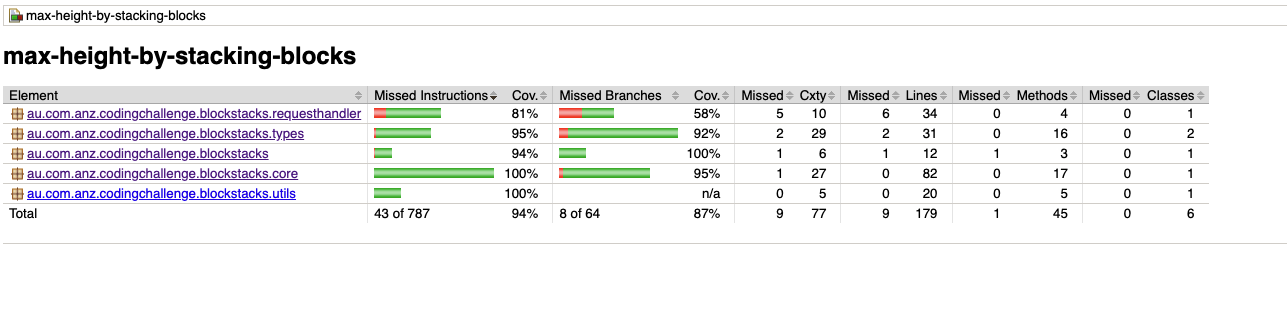 max-height-by-stacking-blocks
max-height-by-stacking-blocks
Element Missed Instructions Cov. Missed Branches Cov. Missed Cxty Missed Lines Missed Methods Missed Classes
au.com.anz.codingchallenge.blockstacks.requesthandler 81% 58% 5 10 6 34 0 4 0 1
au.com.anz.codingchallenge.blockstacks.types 95% 92% 2 29 2 31 0 16 0 2
au.com.anz.codingchallenge.blockstacks 94% 100% 1 6 1 12 1 3 0 1
au.com.anz.codingchallenge.blockstacks.core 100% 95% 1 27 0 82 0 17 0 1
au.com.anz.codingchallenge.blockstacks.utils 100% n/a 0 5 0 20 0 5 0 1
Total 43 of 787 94% 8 of 64 87% 9 77 9 179 1 45 0 6